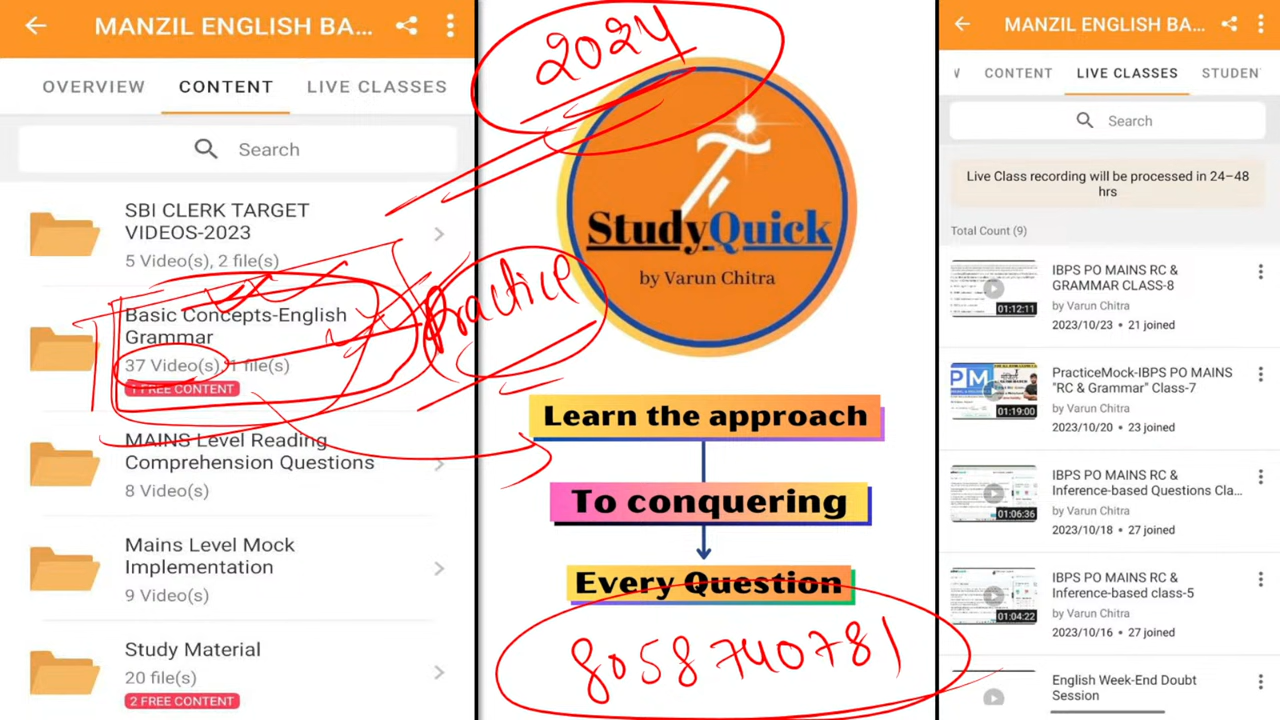 MANZIL ENGLISH BA...
OVERVIEW CONTENT LIVE CLASSES
Search
SBI CLERK TARGET
VIDEOS-2023
5 Video(s), 2 file(s)
Basic Concepts-English
Grammar
37 Video(s), 1 file(s)
1 FREE CONTENT
MAINS Level Reading
Comprehension Questions
8 Video(s)
Mains Level Mock
Implementation
9 Video(s)
Study Material
20 file(s)
2 FREE CONTENT
2024
StudyQuick
by Varun Chitra
Practice
Learn the approach
To conquering
Every Question
8058740781
MANZIL ENGLISH BA...
W CONTENT LIVE CLASSES STUDEN
Search
Live Class recording will be processed in 24–48
hrs
Total Count (9)
IBPS PO MAINS RC &
GRAMMAR CLASS-8
by Varun Chitra
2023/10/23 • 21 joined
1:12:11
PracticeMock-IBPS PO MAINS
"RC & Grammar" Class-7
by Varun Chitra
2023/10/20 • 23 joined
PM
01:19:00
IBPS PO MAINS RC &
Inference-based Questions Cla...
by Varun Chitra
2023/10/18 • 27 joined
01:06:36
IBPS PO MAINS RC &
Inference-based class-5
by Varun Chitra
2023/10/16 • 27 joined
01:04:22
English Week-End Doubt
Session